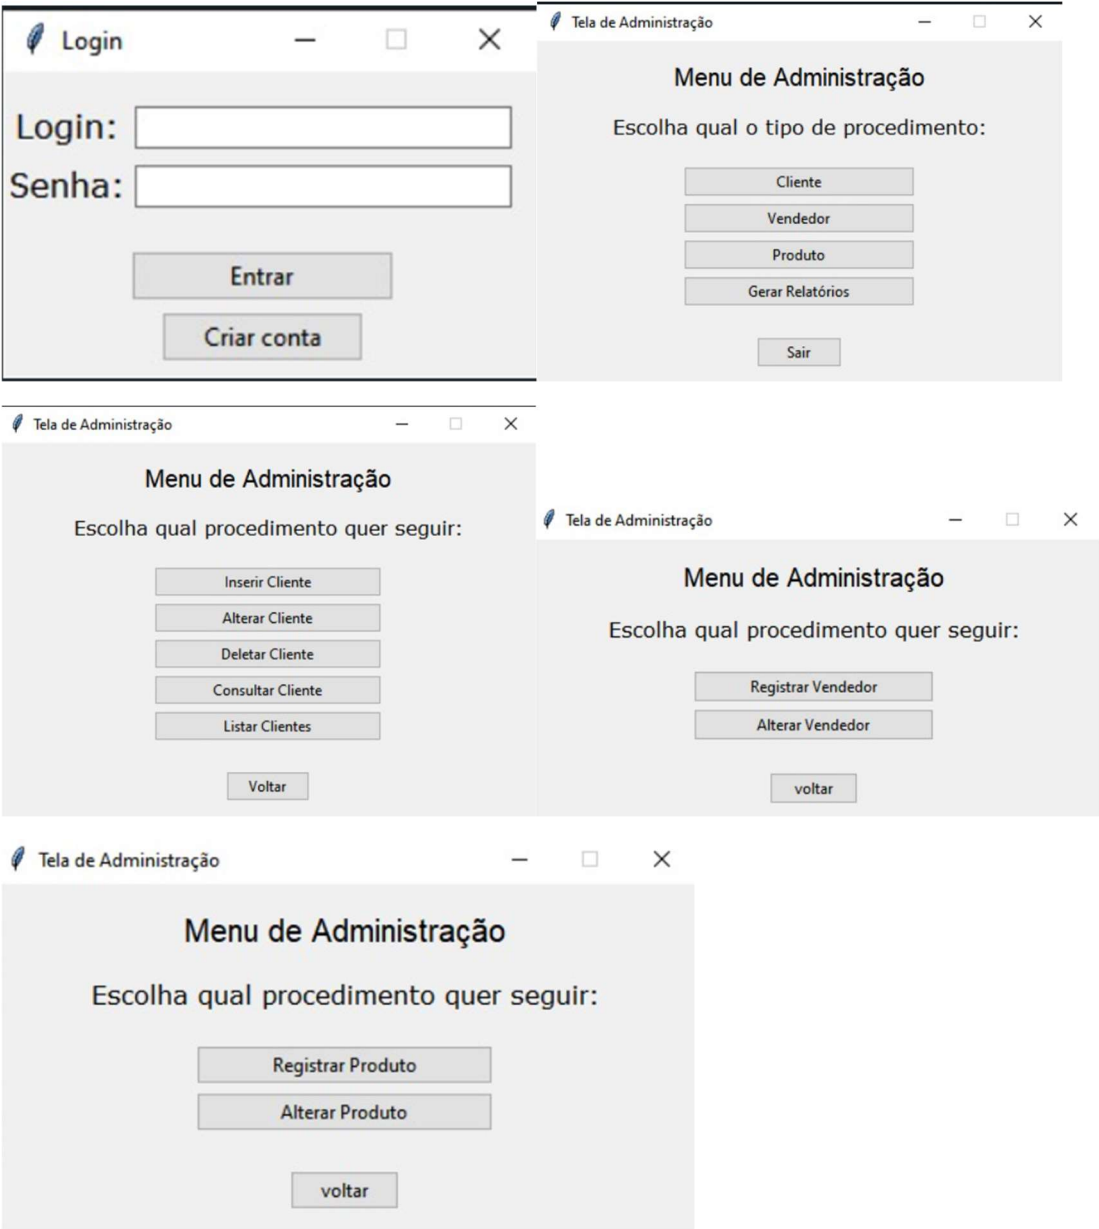 Login
Login:
Senha:
Entrar
Criar conta
Tela de Administração
Menu de Administração
Escolha qual o tipo de procedimento:
Cliente
Vendedor
Produto
Gerar Relatórios
Sair
Tela de Administração
Menu de Administração
Escolha qual procedimento quer seguir:
Inserir Cliente
Alterar Cliente
Deletar Cliente
Consultar Cliente
Listar Clientes
Voltar
Tela de Administração
Menu de Administração
Escolha qual procedimento quer seguir:
Registrar Vendedor
Alterar Vendedor
voltar
Tela de Administração
Menu de Administração
Escolha qual procedimento quer seguir:
Registrar Produto
Alterar Produto
voltar